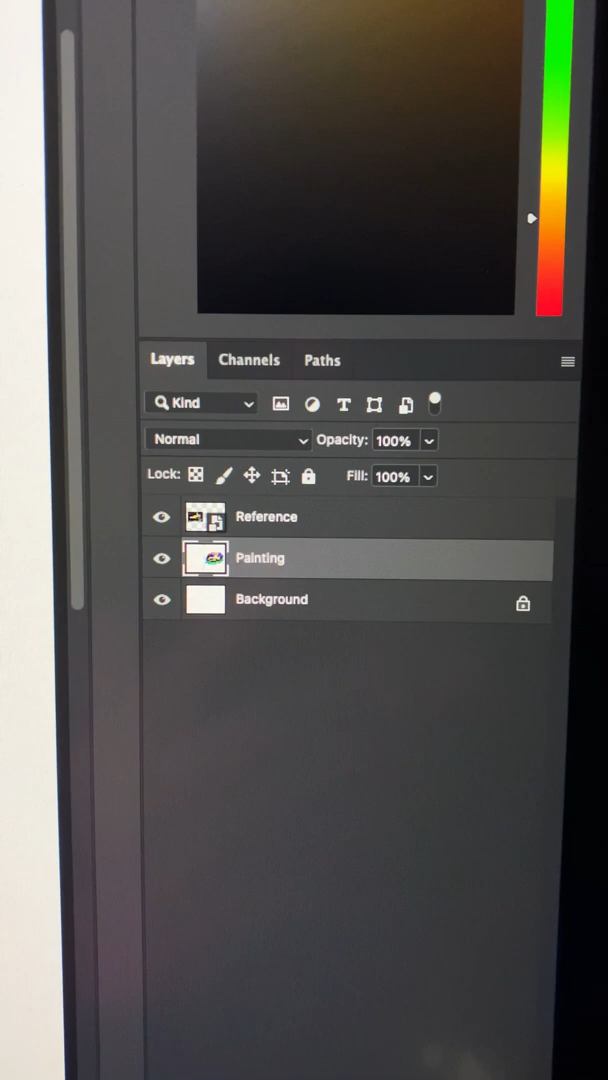 Layers Channels Paths
Kind
Normal Opacity: 100%
Lock: Fill: 100%
Reference
Painting
Background